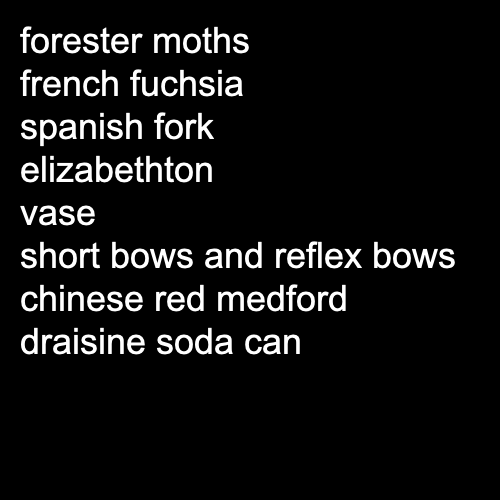 forester moths
french fuchsia
spanish fork
elizabethton
vase
short bows and reflex bows
chinese red medford
draisine soda can